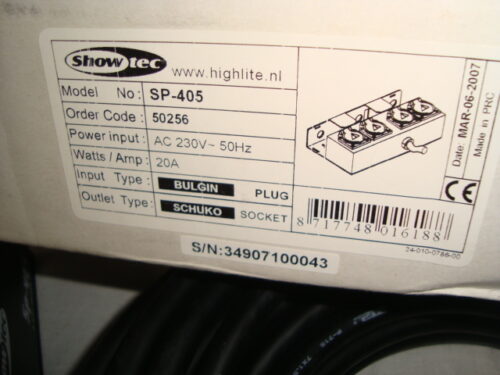 Showtec
www.highlite.nl
Model No: SP-405
Order Code: 50256
Power input: AC 230V~ 50Hz
Watts / Amp: 20A
Input Type: BULGIN PLUG
Outlet Type: SCHUKO SOCKET
Date: MAR-06-2007
Made in PRC
CE
8 717748 016188
24-010-0786-00
S/N:34907100043